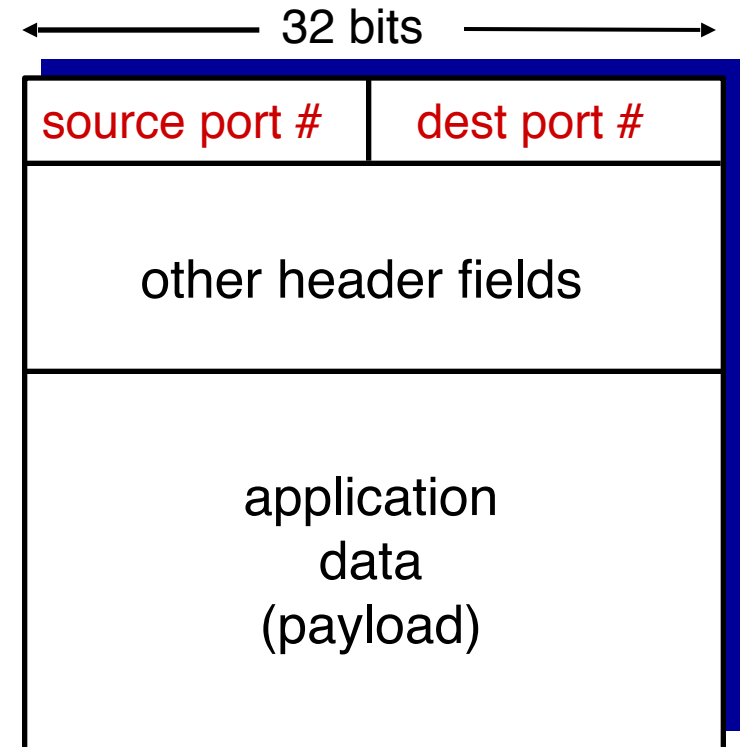 32 bits
source port # dest port #
other header fields
application
data
(payload)